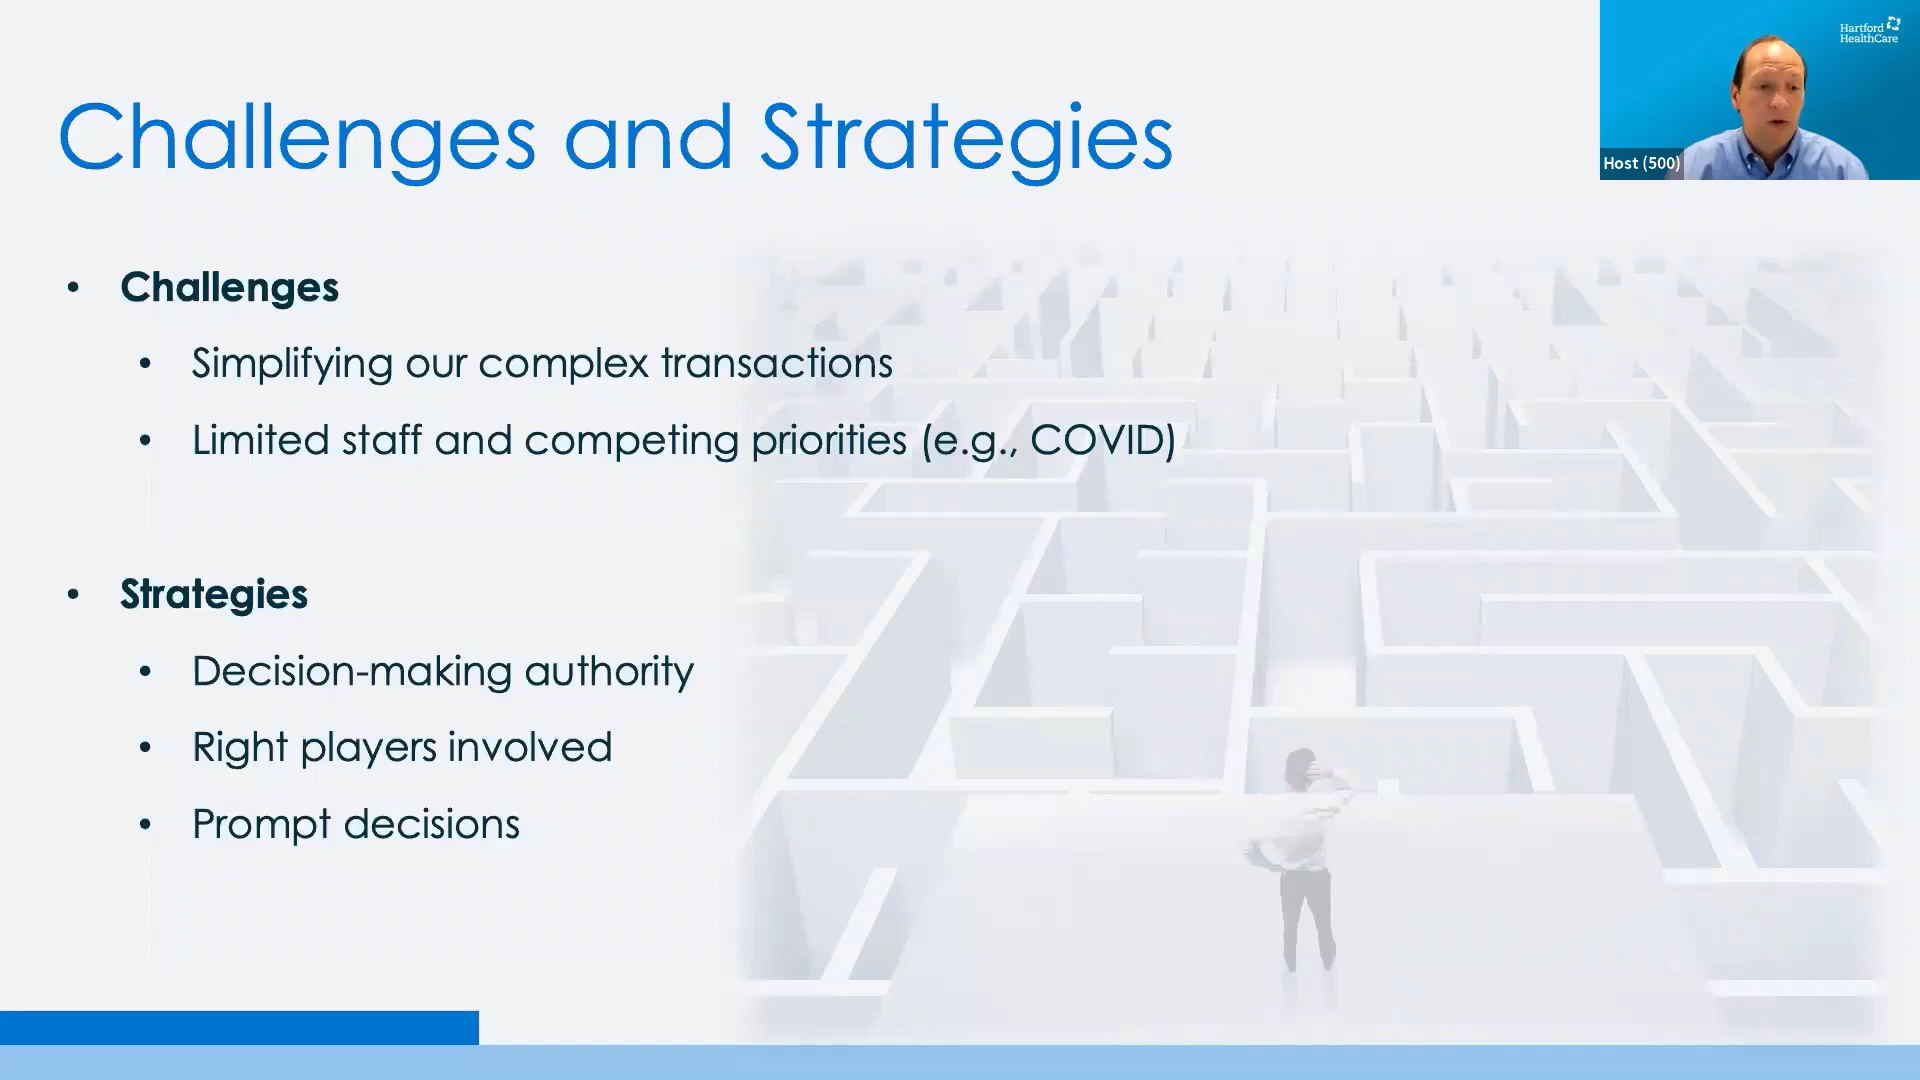 Hartford
HealthCare
Host (500)
Challenges and Strategies
• Challenges
• Simplifying our complex transactions
• Limited staff and competing priorities (e.g., COVID)
• Strategies
• Decision-making authority
• Right players involved
• Prompt decisions